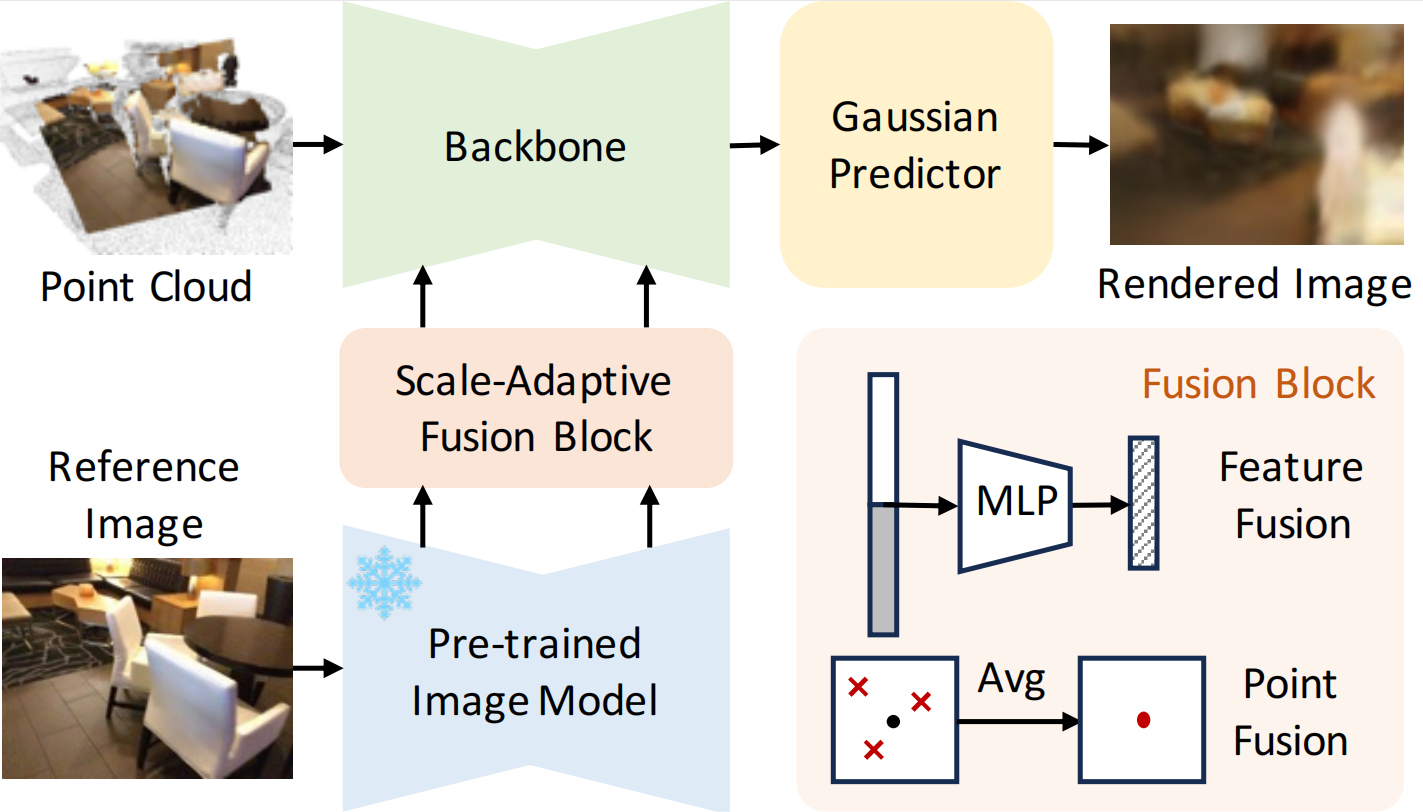 Backbone
Gaussian
Predictor
Point Cloud
Rendered Image
Scale-Adaptive
Fusion Block
Reference
Image
Pre-trained
Image Model
Fusion Block
MLP
Feature
Fusion
Avg
Point
Fusion